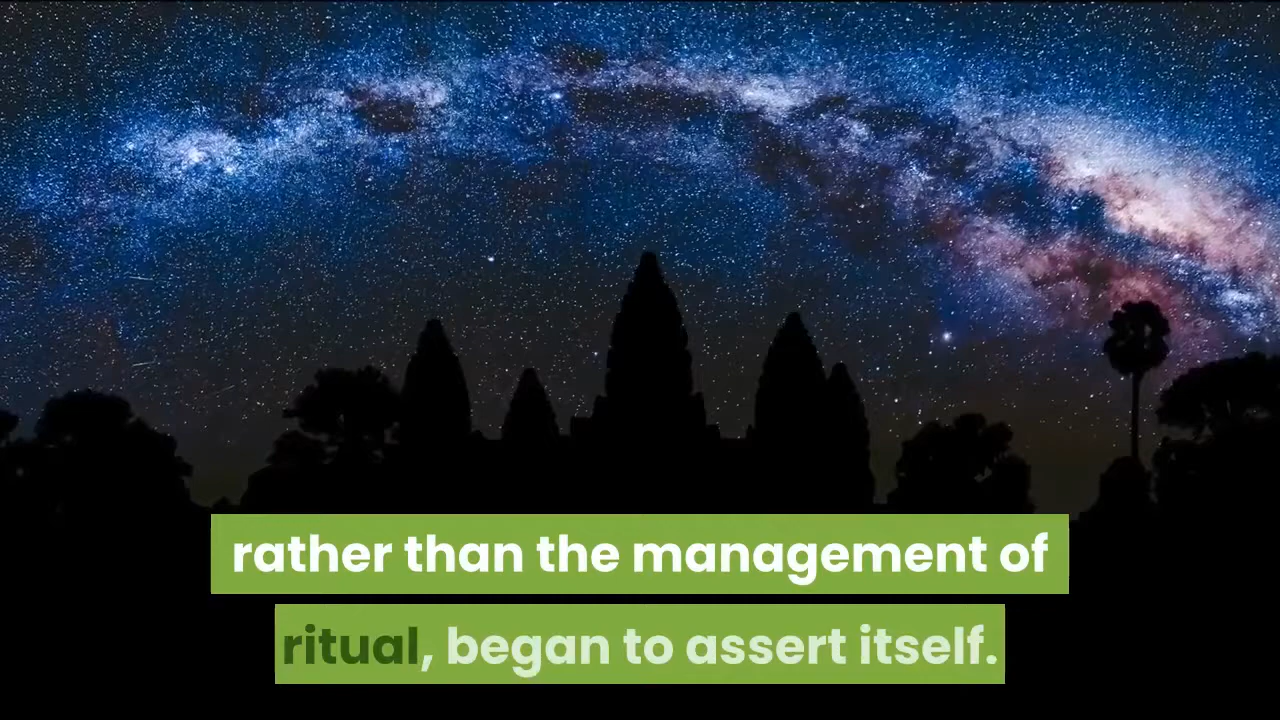 rather than the management of
ritual, began to assert itself.